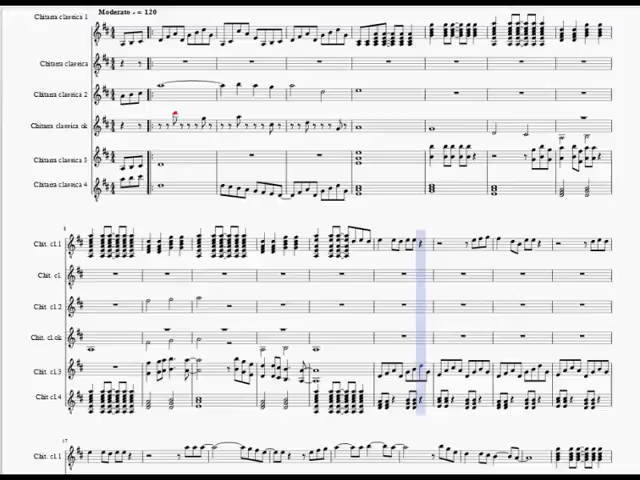 Moderato = 120
Chitarra classica 1
Chitarra classica
Chitarra classica 2
Chitarra classica ok
Chitarra classica 3
Chitarra classica 4
8
Chit. cl.1
Chit. cl.
Chit. cl.2
Chit. cl.ok
Chit. cl.3
Chit. cl.4
17
Chit. cl.1